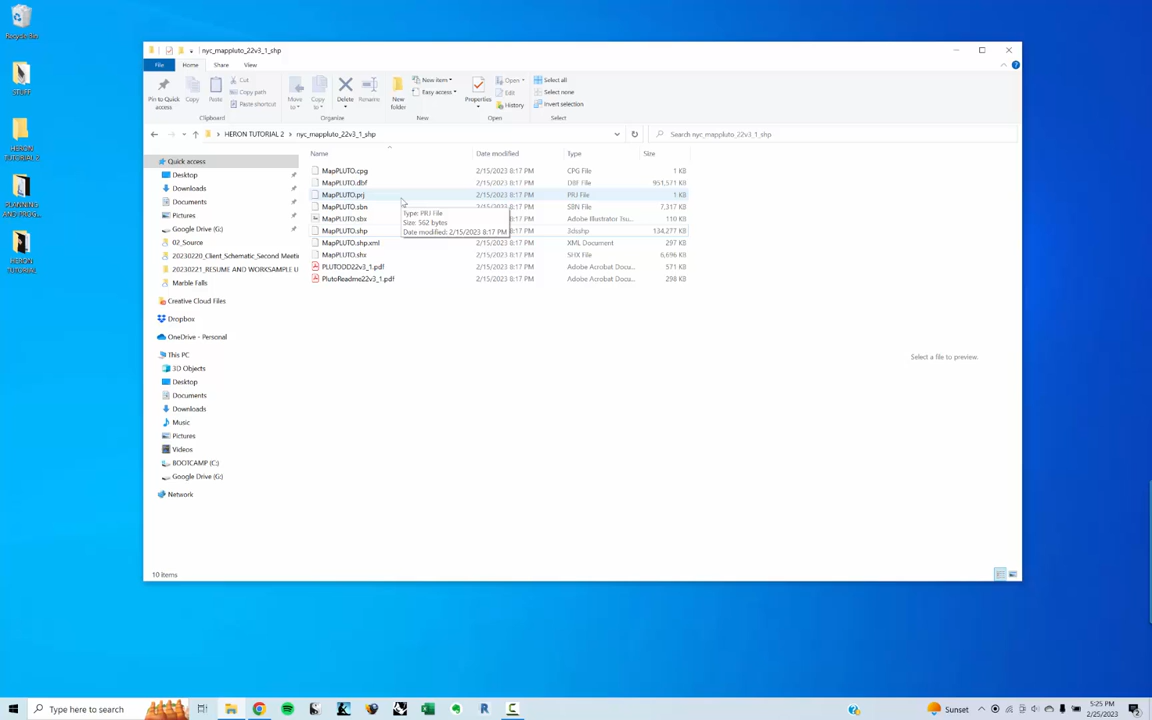 Recycle Bin
STUFF
HERON
TUTORIAL 2
PLANNING
AND PROG...
HERON
TUTORIAL
nyc_mappluto_22v3_1_shp
File
Home
Share
View
Pin to Quick access
Copy
Paste
Cut
Copy path
Paste shortcut
Move to
Copy to
Delete
Rename
New folder
New item
Easy access
Properties
Open
Edit
History
Select all
Select none
Invert selection
Clipboard
Organize
New
Open
Select
HERON TUTORIAL 2 > nyc_mappluto_22v3_1_shp
Search nyc_mappluto_22v3_1_shp
Name Date modified Type Size
MapPLUTO.cpg 2/15/2023 8:17 PM CPG File 1 KB
MapPLUTO.dbf 2/15/2023 8:17 PM DBF File 951,571 KB
MapPLUTO.prj 2/15/2023 8:17 PM PRJ File 1 KB
MapPLUTO.sbn 2/15/2023 8:17 PM SBN File 7,317 KB
MapPLUTO.sbx 2/15/2023 8:17 PM Adobe Illustrator Tsu... 298 KB
MapPLUTO.shp 3dsshp 134,277 KB
MapPLUTO.shp.xml 2/15/2023 8:17 PM XML Document 297 KB
MapPLUTO.shx 2/15/2023 8:17 PM SHX File 6,696 KB
PLUTODD22v3_1.pdf 2/15/2023 8:17 PM Adobe Acrobat Docu... 571 KB
PlutoReadme22v3_1.pdf 2/15/2023 8:17 PM Adobe Acrobat Docu... 298 KB
Type: PRJ File
Size: 562 bytes
Date modified: 2/15/2023 8:17 PM
Quick access
Desktop
Downloads
Documents
Pictures
Google Drive (G:)
02_Source
20230220_Client_Schematic_Second Meeti
20230221_RESUME AND WORKSAMPLE U
Marble Falls
Creative Cloud Files
Dropbox
OneDrive - Personal
This PC
3D Objects
Desktop
Documents
Downloads
Music
Pictures
Videos
BOOTCAMP (C:)
Google Drive (G:)
Network
Select a file to preview.
10 items
Type here to search
Sunset
5:25 PM
2/25/2023